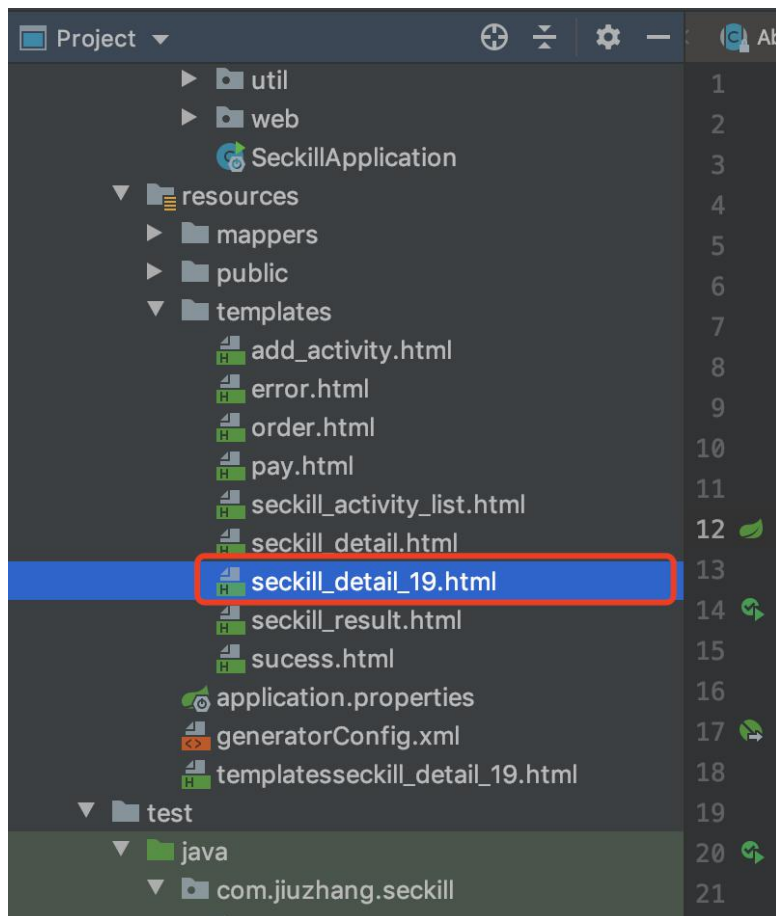 Project
Ab
util
web
SeckillApplication
resources
mappers
public
templates
add_activity.html
error.html
order.html
pay.html
seckill_activity_list.html
seckill_detail.html
seckill_detail_19.html
seckill_result.html
sucess.html
application.properties
generatorConfig.xml
templatesseckill_detail_19.html
test
java
com.jiuzhang.seckill
1
2
3
4
5
6
7
8
9
10
11
12
13
14
15
16
17
18
19
20
21